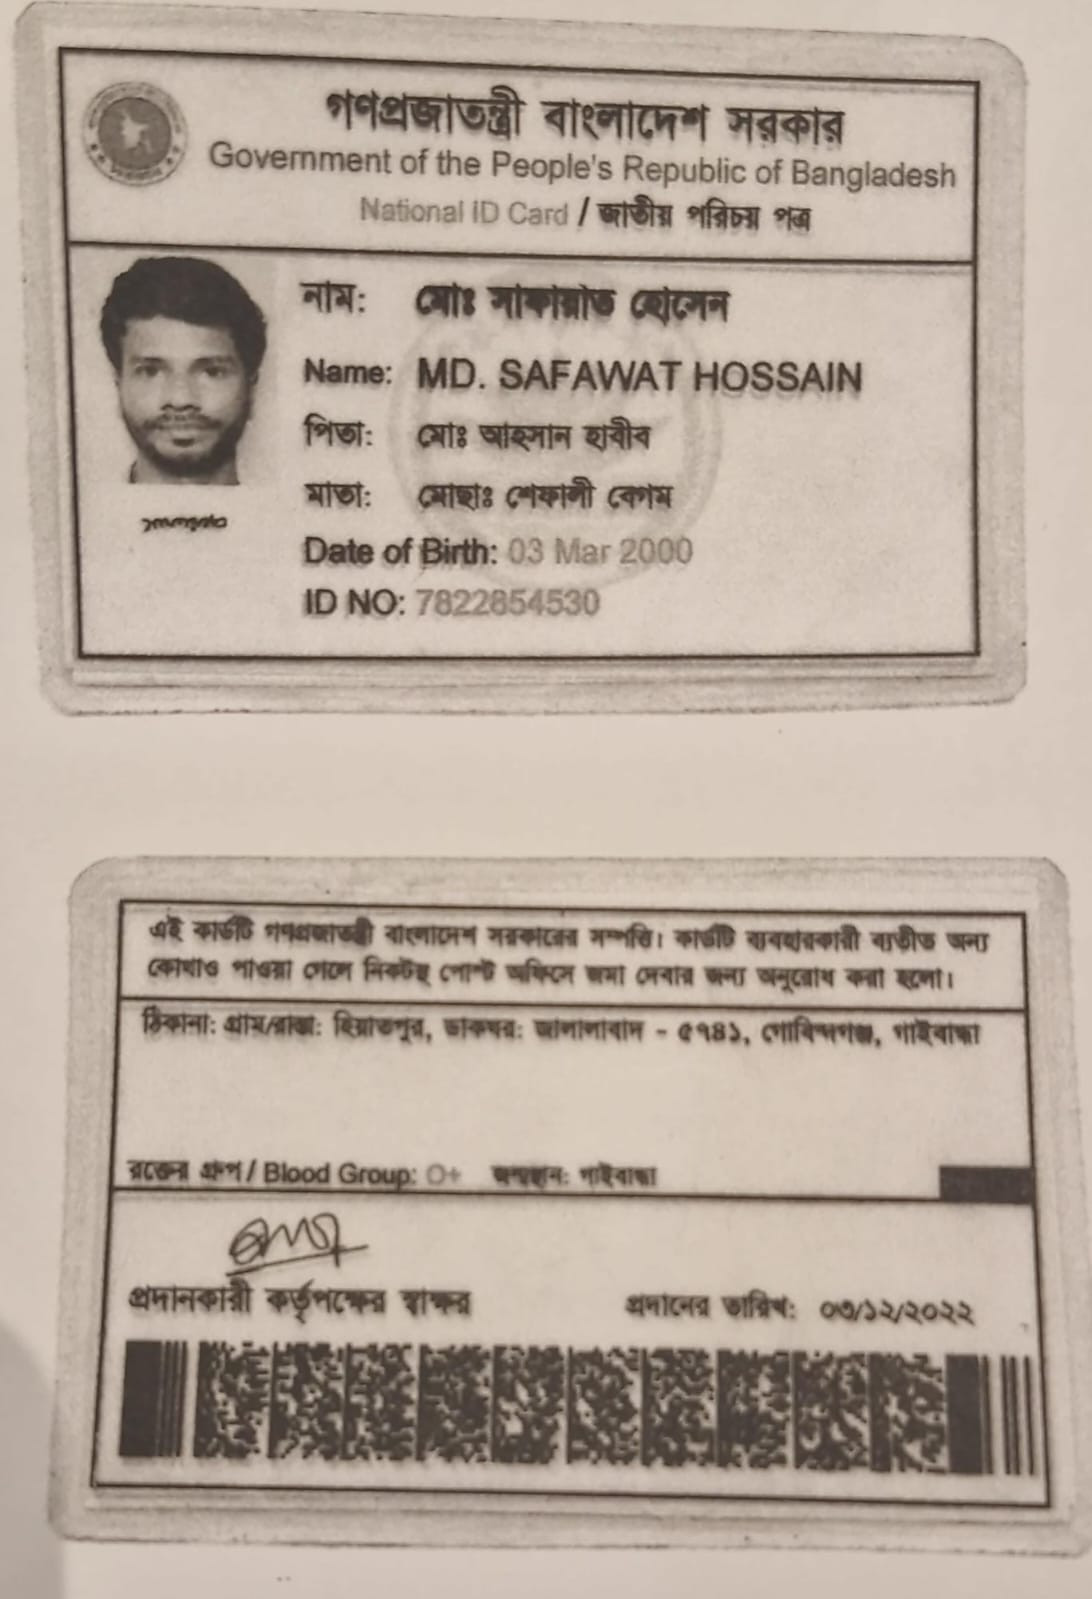 গণপ্রজাতন্ত্রী বাংলাদেশ সরকার
Government of the People's Republic of Bangladesh
National ID Card / জাতীয় পরিচয় পত্র
নাম: মোঃ সাফায়াত হোসেন
Name: MD. SAFAWAT HOSSAIN
পিতা: মোঃ আহসান হাবীব
মাতা: মোছাঃ শেফালী বেগম
Date of Birth: 03 Mar 2000
ID NO: 7822854530
এই কার্ডটি গণপ্রজাতন্ত্রী বাংলাদেশ সরকারের সম্পত্তি। কার্ডটি ব্যবহারকারী ব্যতীত অন্য
কোথাও পাওয়া গেলে নিকটস্থ পোস্ট অফিসে জমা দেবার জন্য অনুরোধ করা হলো।
ঠিকানা: গ্রাম/রাস্তা: হিয়াতপুর, ডাকঘর: জালালাবাদ - ৫৭৪১, গোবিন্দগঞ্জ, গাইবান্ধা
রক্তের গ্রুপ / Blood Group: O+ জন্মস্থান: গাইবান্ধা
প্রদানকারী কর্তৃপক্ষের স্বাক্ষর প্রদানের তারিখ: ০৩/১২/২০২২